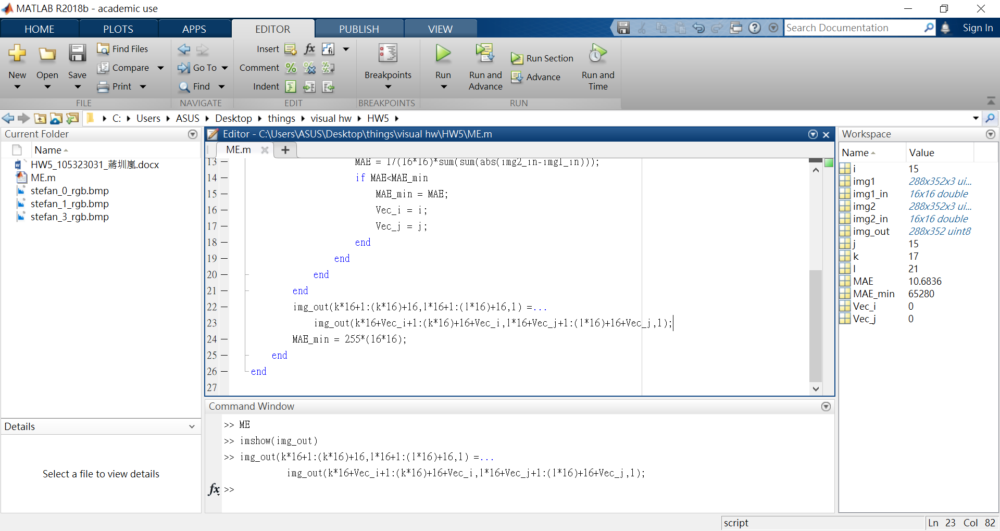 MATLAB R2018b - academic use
HOME PLOTS APPS EDITOR PUBLISH VIEW
Search Documentation
Sign In
New
Open
Save
Find Files
Compare
Print
FILE
Go To
Find
NAVIGATE
Insert
Comment
Indent
EDIT
Breakpoints
BREAKPOINTS
Run
Run and Advance
Run Section
Advance
Run and Time
RUN
C: Users ASUS Desktop things visual hw HW5
Current Folder
Name
HW5_105323031_蔣圳嵐.docx
ME.m
stefan_0_rgb.bmp
stefan_1_rgb.bmp
stefan_3_rgb.bmp
Details
Select a file to view details
Editor - C:\Users\ASUS\Desktop\things\visual hw\HW5\ME.m
ME.m
13 MAE = 1/(16*16)*sum(sum(abs(img2_in-img1_in)));
14 if MAE<MAE_min
15 MAE_min = MAE;
16 Vec_i = i;
17 Vec_j = j;
18 end
19 end
20 end
21 end
22 img_out(k*16+1:(k*16)+16,l*16+1:(l*16)+16,1) =...
23 img_out(k*16+Vec_i+1:(k*16)+16+Vec_i,l*16+Vec_j+1:(l*16)+16+Vec_j,1);
24 MAE_min = 255*(16*16);
25 end
26 end
27
Command Window
>> ME
>> imshow(img_out)
>> img_out(k*16+1:(k*16)+16,l*16+1:(l*16)+16,1) =...
img_out(k*16+Vec_i+1:(k*16)+16+Vec_i,l*16+Vec_j+1:(l*16)+16+Vec_j,1);
fx >>
Workspace
Name Value
i 15
img1 288x352x3 ui...
img1_in 16x16 double
img2 288x352x3 ui...
img2_in 16x16 double
img_out 288x352 uint8
j 15
k 17
l 21
MAE 10.6836
MAE_min 65280
Vec_i 0
Vec_j 0
script
Ln 23 Col 82